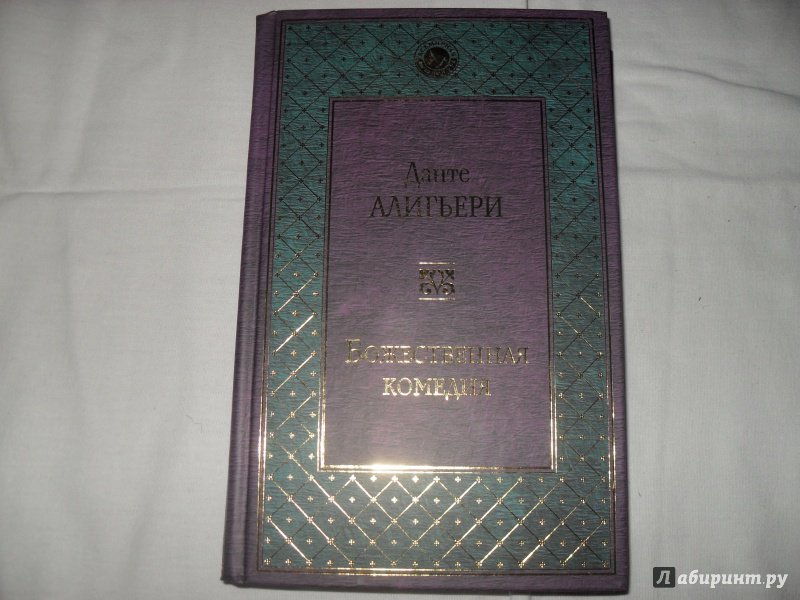 Данте
АЛИГЬЕРИ
БОЖЕСТВЕННАЯ
КОМЕДИЯ
Лабиринт.ру